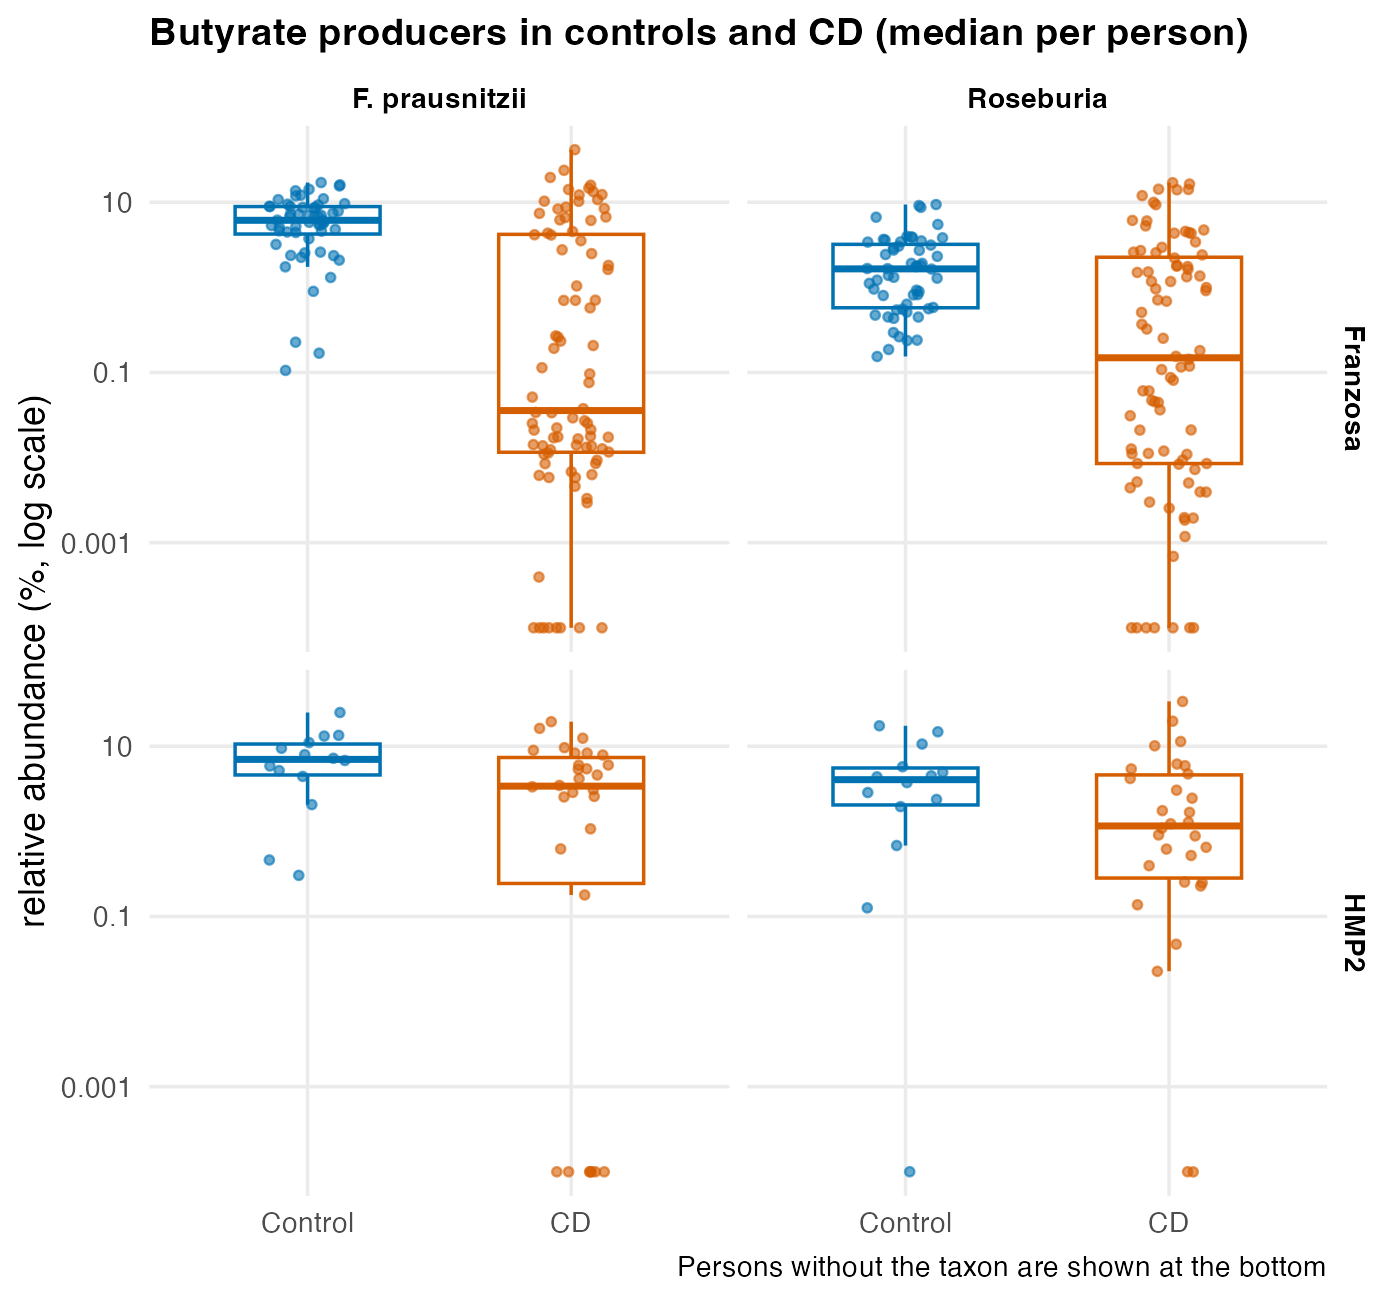 Butyrate producers in controls and CD (median per person)
F. prausnitzii
Roseburia
relative abundance (%, log scale)
10
0.1
0.001
Franzosa
10
0.1
0.001
HMP2
Control
CD
Control
CD
Persons without the taxon are shown at the bottom